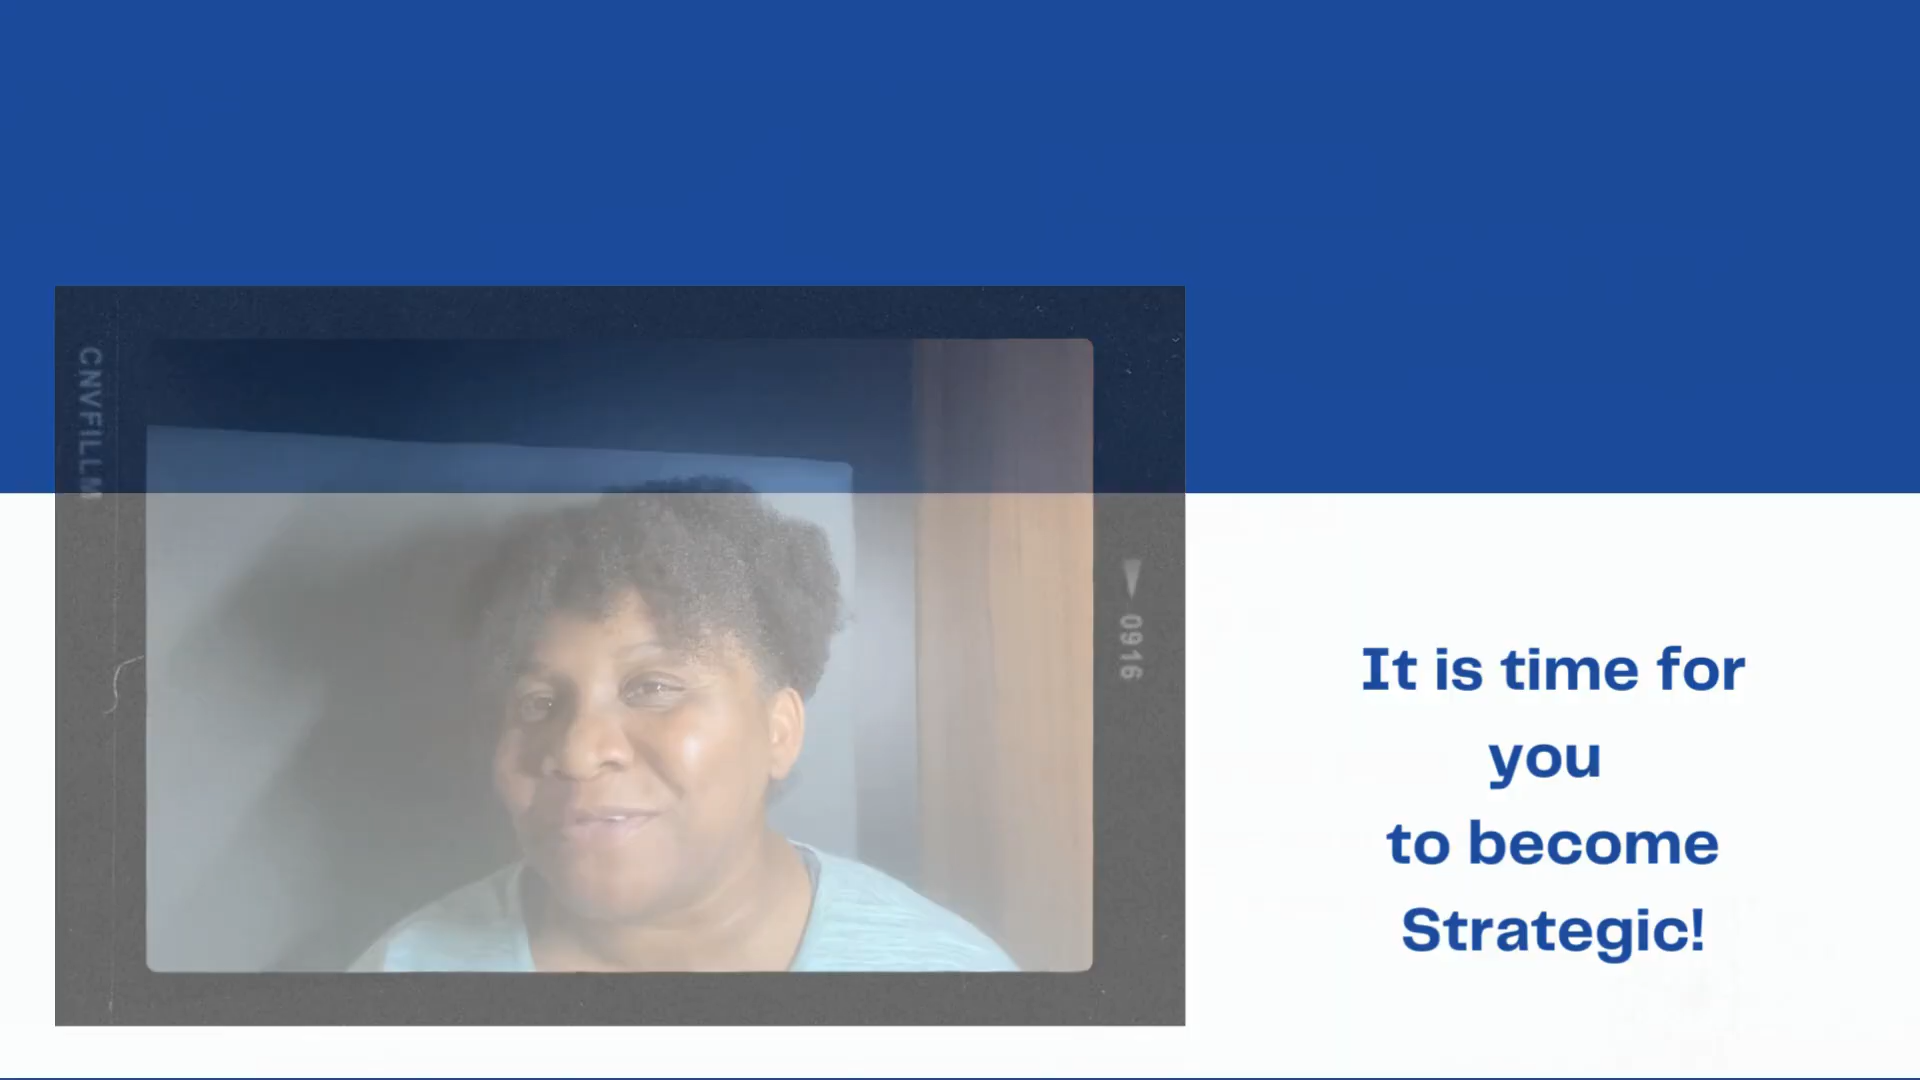 CNVFILLM
0916
It is time for
you
to become
Strategic!